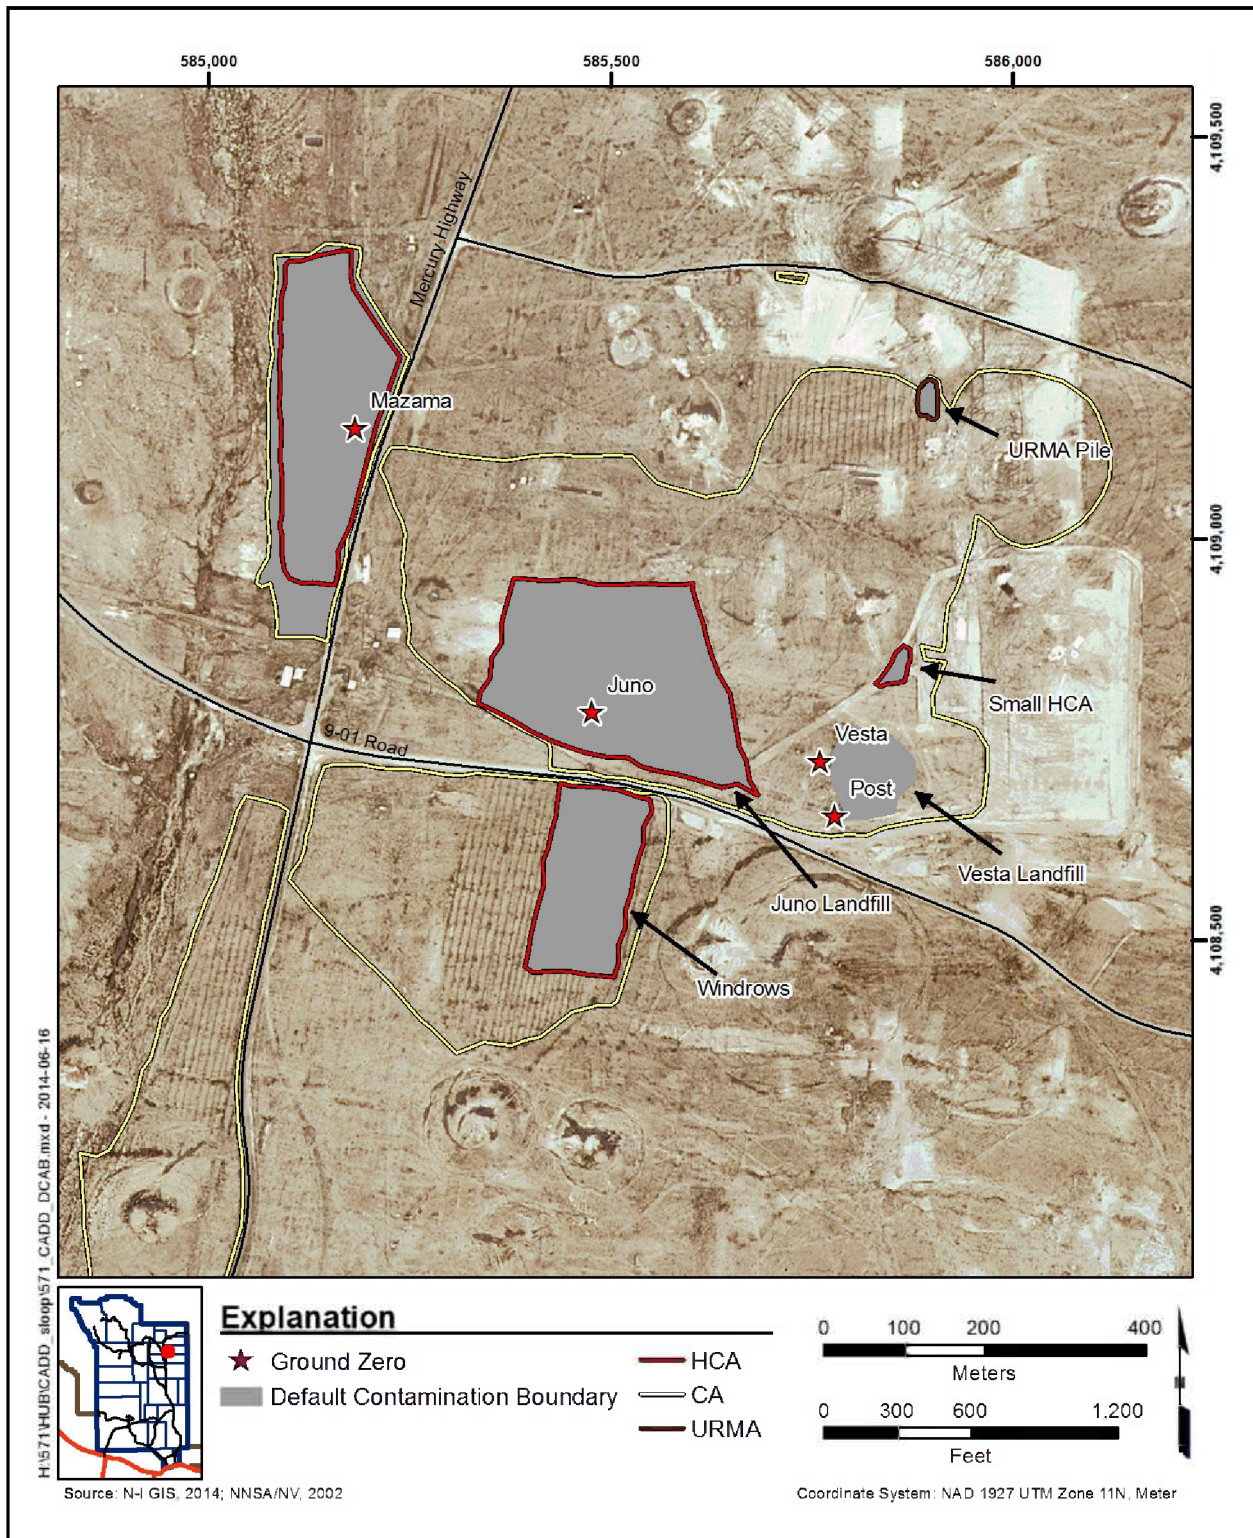 585,000
585,500
586,000
4,109,500
Mercury Highway
Mazama
URMA Pile
4,109,000
Juno
Small HCA
9-01 Road
Vesta
Post
Vesta Landfill
Juno Landfill
4,108,500
Windrows
H:\571\HUB\CADD_sloop\571_CADD_DCAB.mxd - 2014-06-16
Explanation
Ground Zero
Default Contamination Boundary
HCA
CA
URMA
0 100 200 400
Meters
0 300 600 1,200
Feet
Source: N-I GIS, 2014; NNSA/NV, 2002
Coordinate System: NAD 1927 UTM Zone 11N, Meter